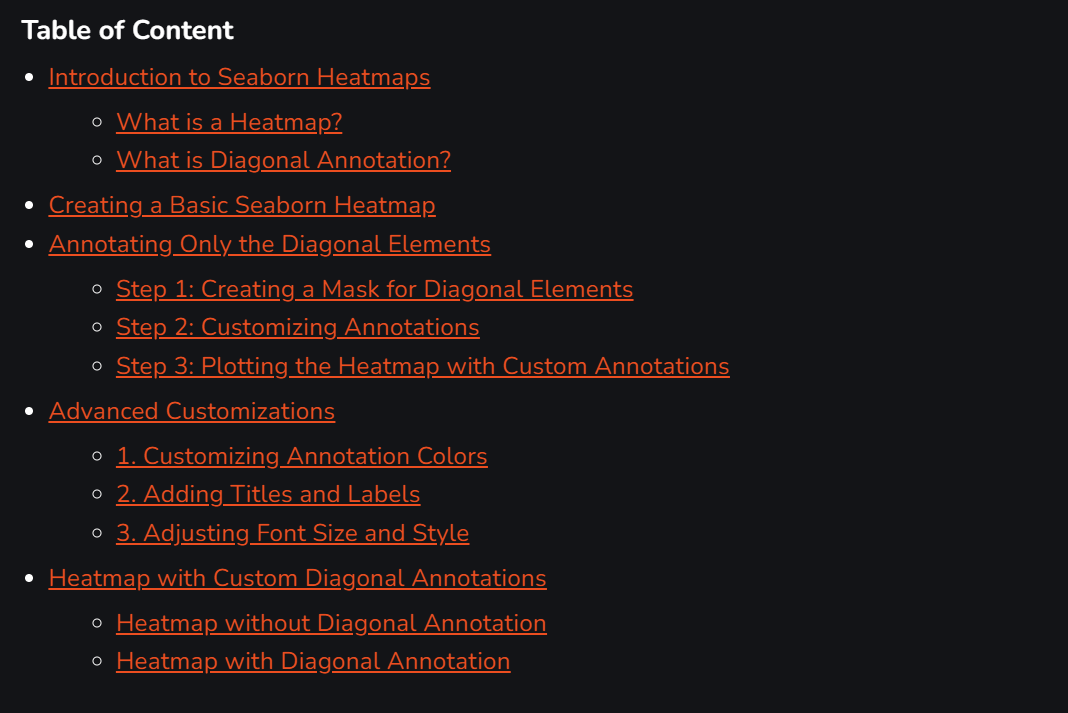 Table of Content
Introduction to Seaborn Heatmaps
What is a Heatmap?
What is Diagonal Annotation?
Creating a Basic Seaborn Heatmap
Annotating Only the Diagonal Elements
Step 1: Creating a Mask for Diagonal Elements
Step 2: Customizing Annotations
Step 3: Plotting the Heatmap with Custom Annotations
Advanced Customizations
1. Customizing Annotation Colors
2. Adding Titles and Labels
3. Adjusting Font Size and Style
Heatmap with Custom Diagonal Annotations
Heatmap without Diagonal Annotation
Heatmap with Diagonal Annotation